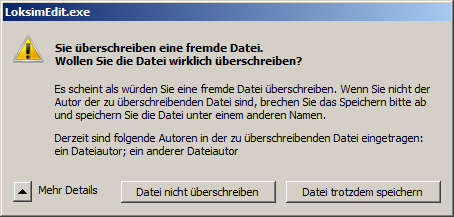 LoksimEdit.exe
Sie überschreiben eine fremde Datei.
Wollen Sie die Datei wirklich überschreiben?
Es scheint als würden Sie eine fremde Datei überschreiben. Wenn Sie nicht der
Autor der zu überschreibenden Datei sind, brechen Sie das Speichern bitte ab
und speichern Sie die Datei unter einem anderen Namen.
Derzeit sind folgende Autoren in der zu überschreibenden Datei eingetragen:
ein Dateiautor; ein anderer Dateiautor
Mehr Details
Datei nicht überschreiben
Datei trotzdem speichern